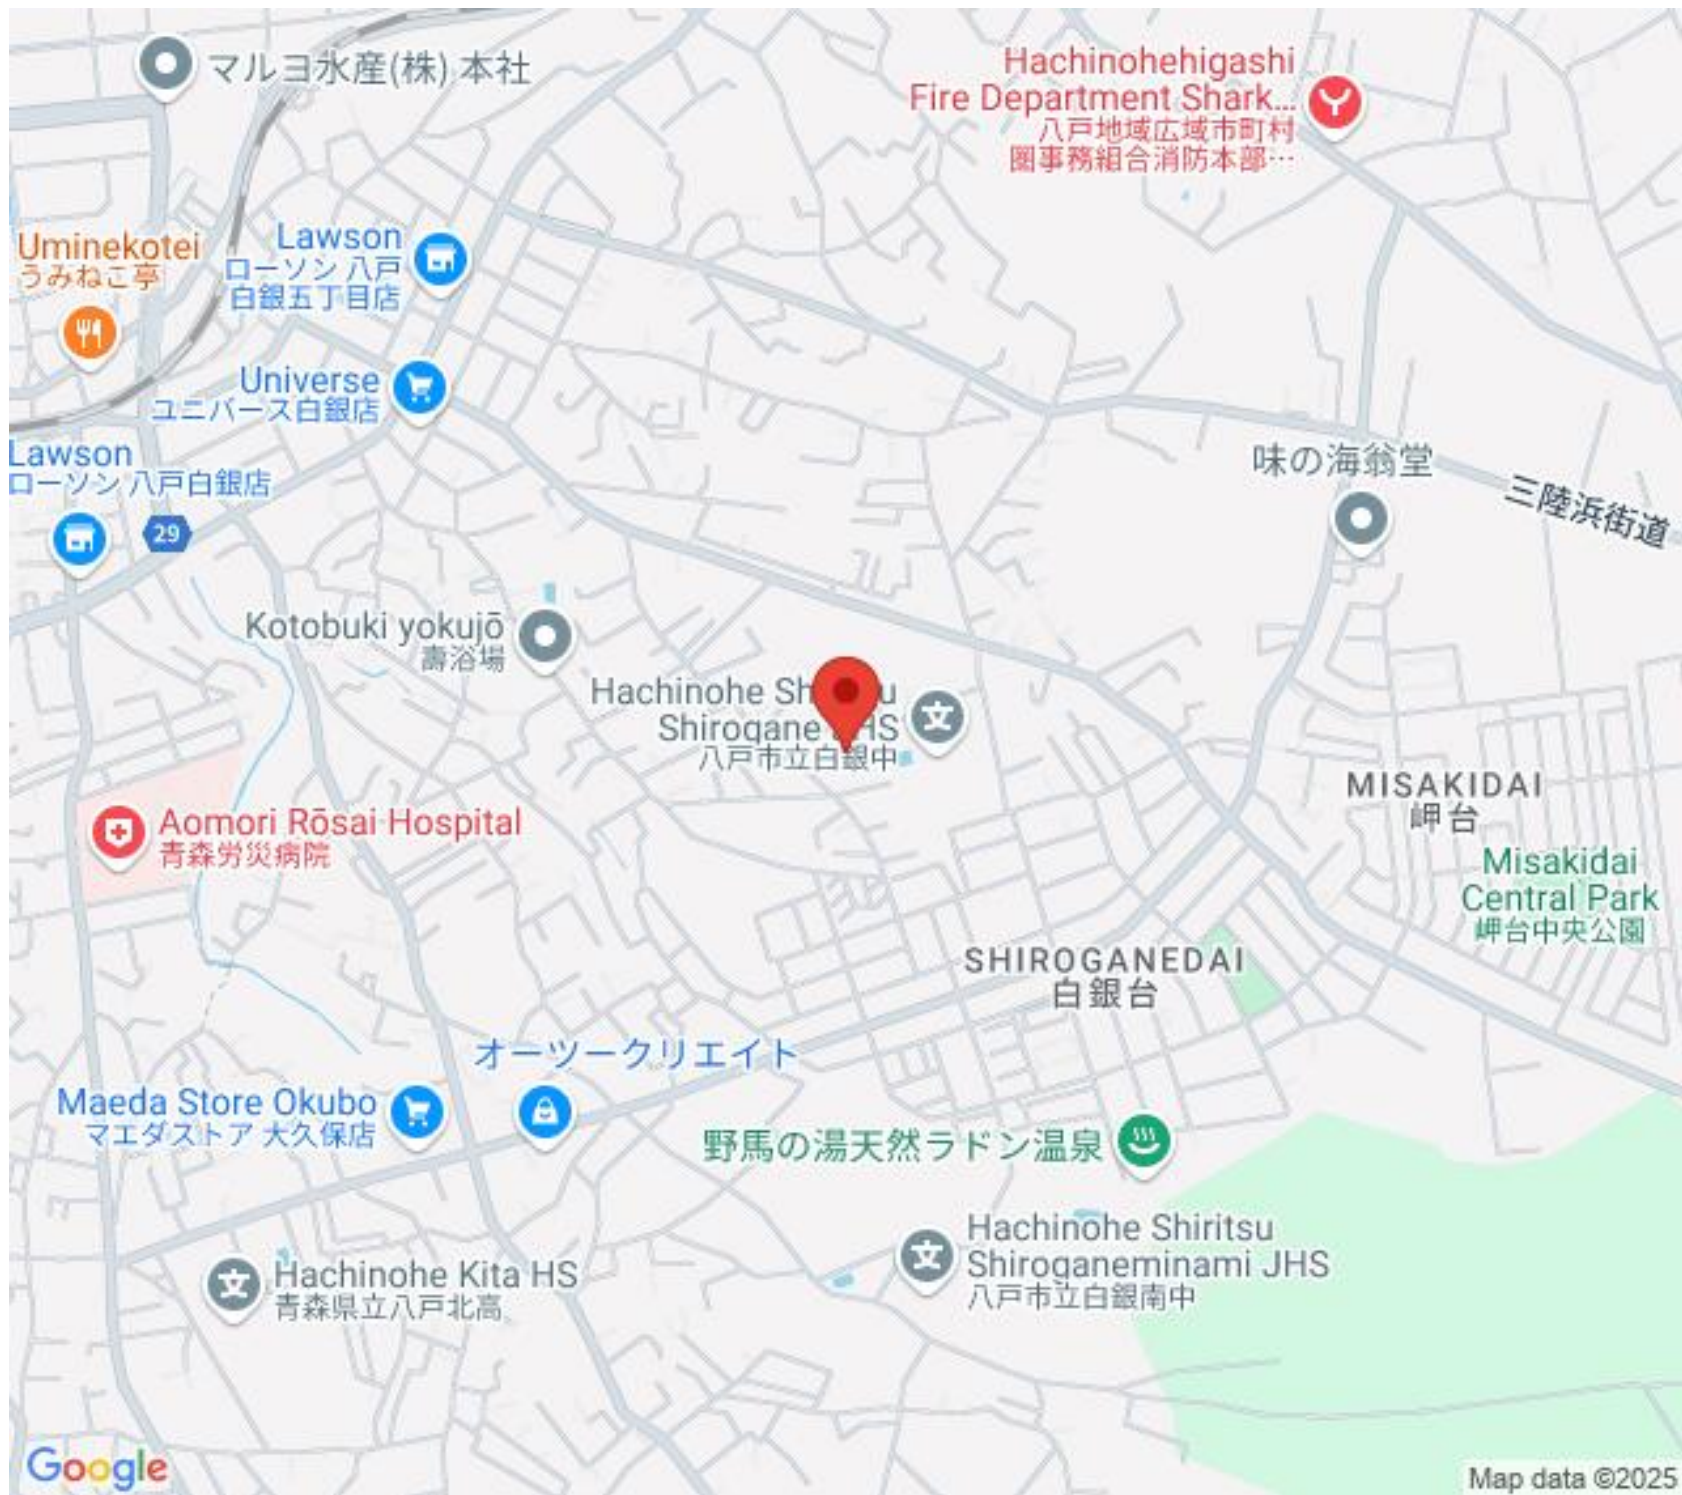 マルヨ水産(株) 本社
Hachinohehigashi
Fire Department Shark...
八戸地域広域市町村
圏事務組合消防本部…
Uminekotei
うみねこ亭
Lawson
ローソン 八戸
白銀五丁目店
Universe
ユニバース白銀店
Lawson
ローソン 八戸白銀店
29
味の海翁堂
三陸浜街道
Kotobuki yokujō
壽浴場
Hachinohe Sh u
Shirogane JHS
八戸市立白銀中
MISAKIDAI
岬台
Aomori Rōsai Hospital
青森労災病院
Misakidai
Central Park
岬台中央公園
SHIROGANEDAI
白銀台
オーツークリエイト
Maeda Store Okubo
マエダストア 大久保店
野馬の湯天然ラドン温泉
Hachinohe Shiritsu
Shiroganeminami JHS
八戸市立白銀南中
Hachinohe Kita HS
青森県立八戸北高
Google
Map data ©2025